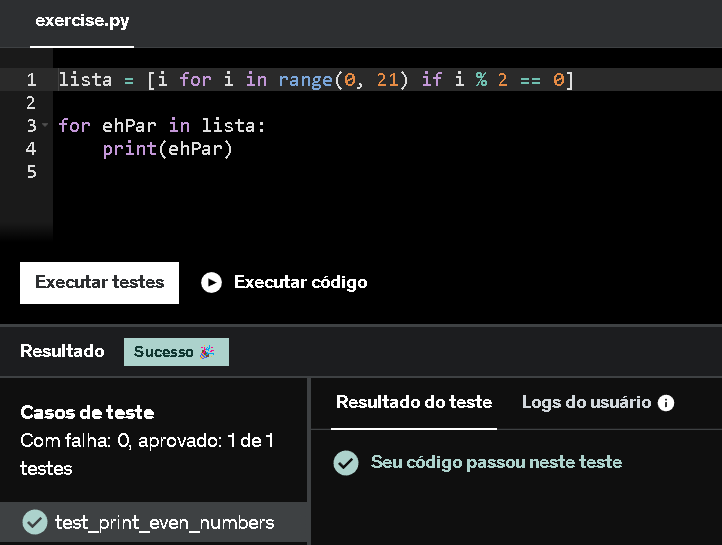 exercise.py
1 lista = [i for i in range(0, 21) if i % 2 == 0]
2
3 for ehPar in lista:
4     print(ehPar)
5
Executar testes Executar código
Resultado Sucesso 🎉
Resultado do teste Logs do usuário
Casos de teste
Com falha: 0, aprovado: 1 de 1
testes
Seu código passou neste teste
test_print_even_numbers